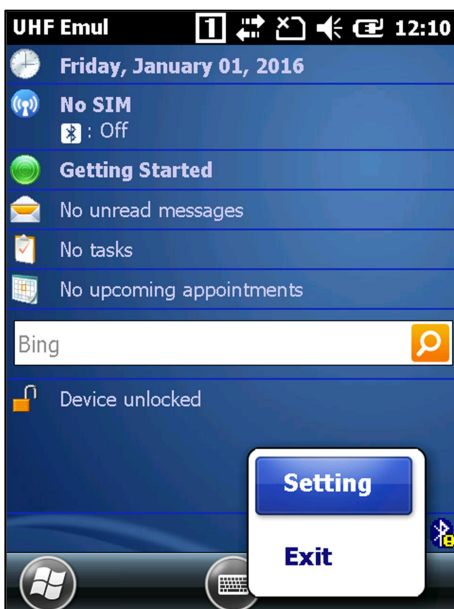 UHF Emul 1 12:10
Friday, January 01, 2016
No SIM
: Off
Getting Started
No unread messages
No tasks
No upcoming appointments
Bing
Device unlocked
Setting
Exit